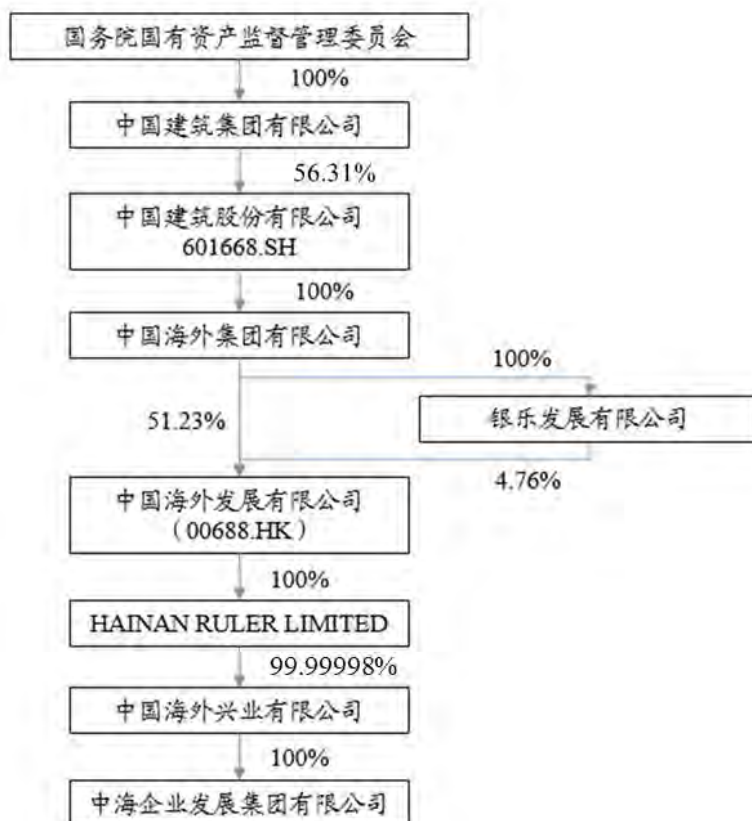 国务院国有资产监督管理委员会
100%
中国建筑集团有限公司
56.31%
中国建筑股份有限公司
601668.SH
100%
中国海外集团有限公司
100%
51.23%
银乐发展有限公司
4.76%
中国海外发展有限公司
（00688.HK）
100%
HAINAN RULER LIMITED
99.99998%
中国海外兴业有限公司
100%
中海企业发展集团有限公司